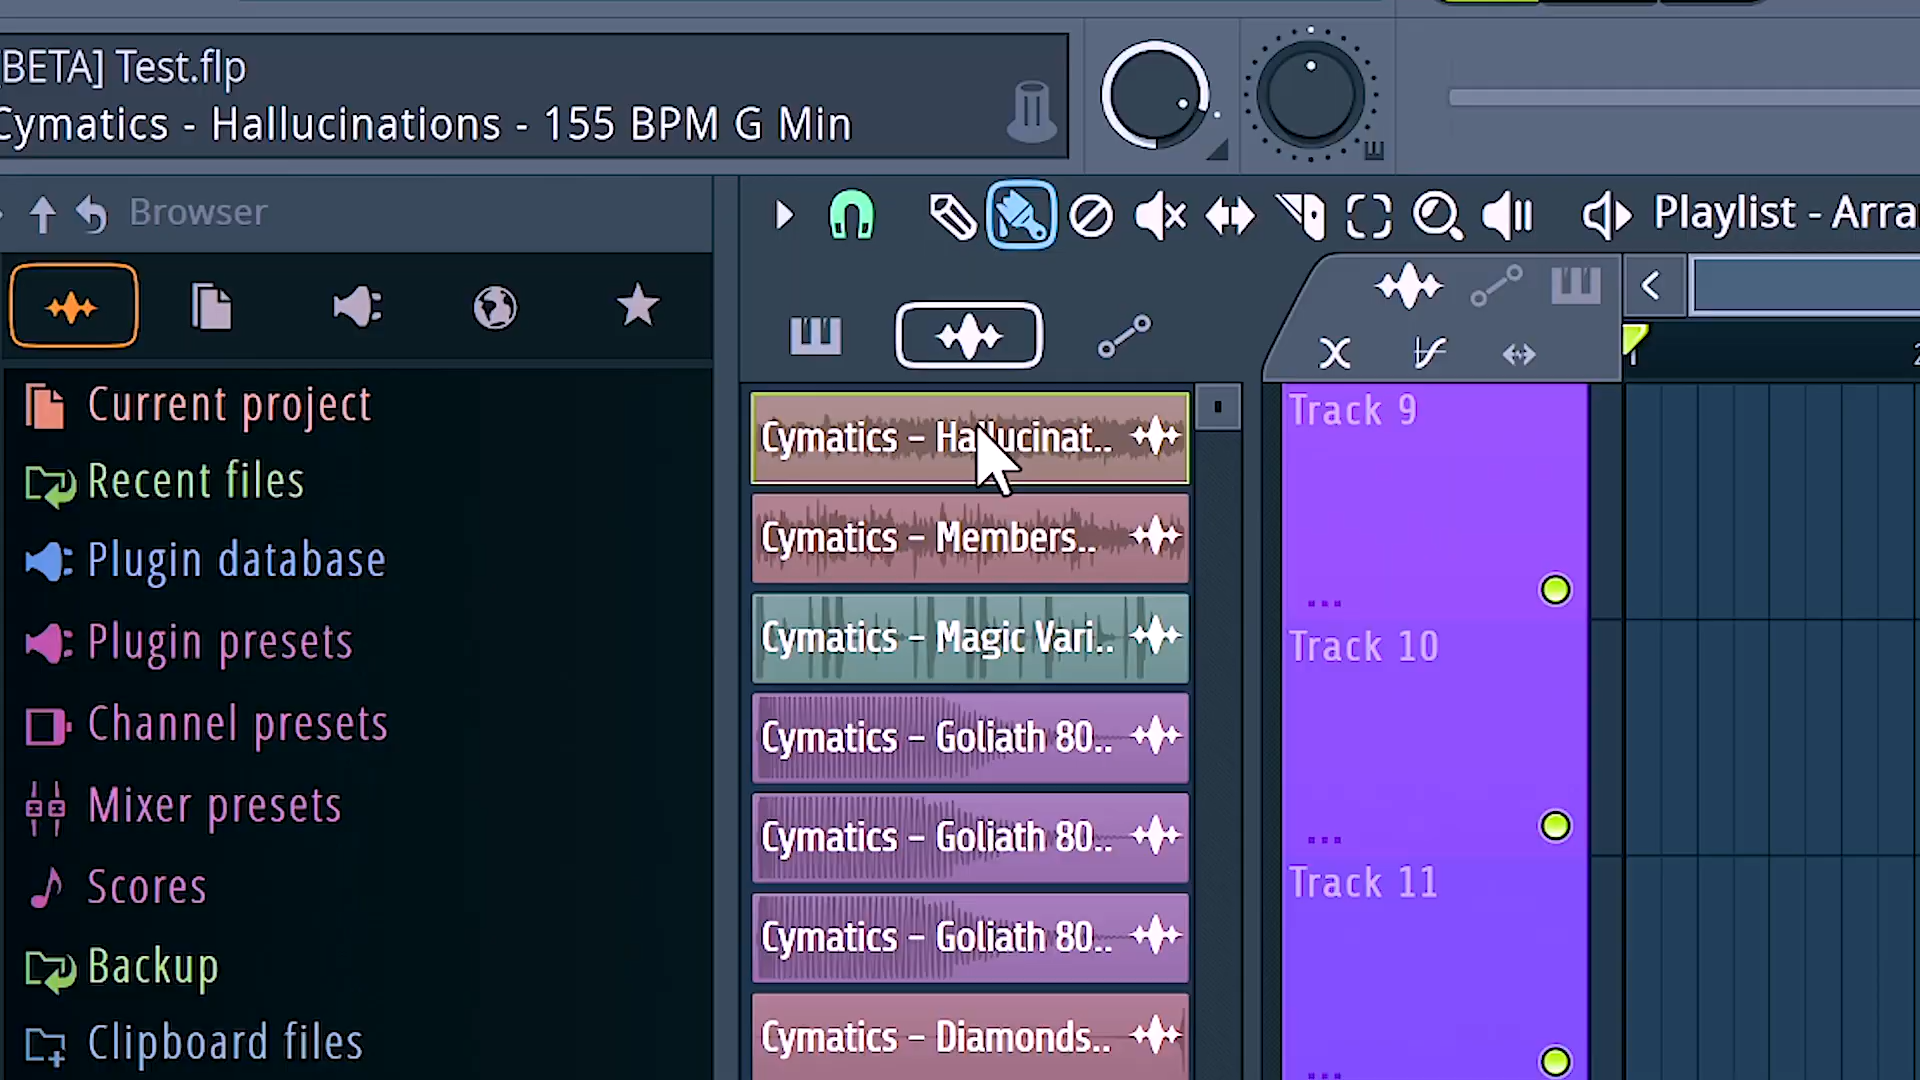 [BETA] Test.flp
Cymatics - Hallucinations - 155 BPM G Min
Browser
Playlist - Arra
Current project
Recent files
Plugin database
Plugin presets
Channel presets
Mixer presets
Scores
Backup
Clipboard files
Cymatics – Hallucinat..
Cymatics – Members..
Cymatics – Magic Vari..
Cymatics – Goliath 80..
Cymatics – Goliath 80..
Cymatics – Goliath 80..
Cymatics – Diamonds..
1
2
Track 9
...
Track 10
...
Track 11
...